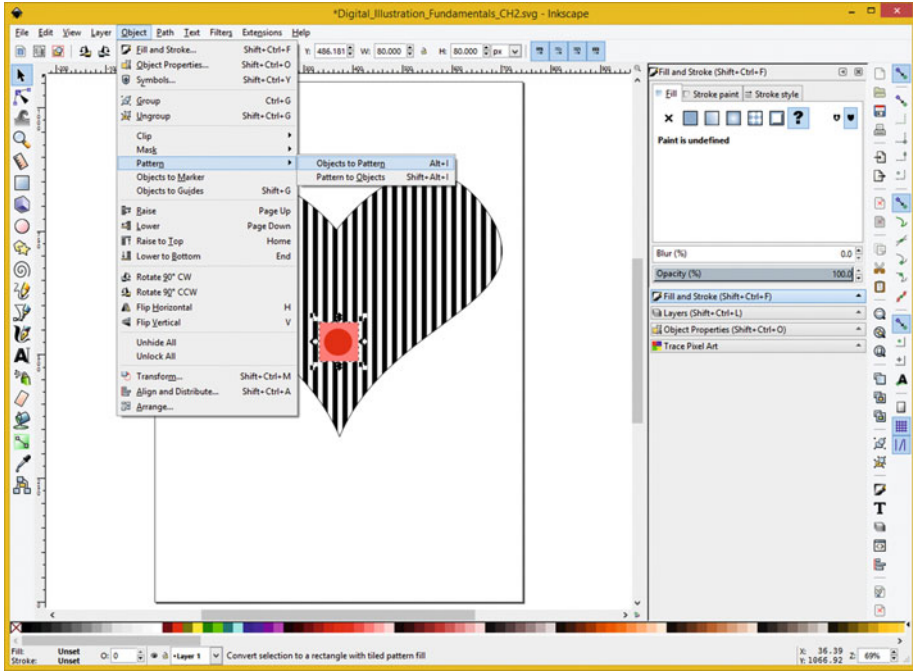 *Digital_Illustration_Fundamentals_CH2.svg - Inkscape
File Edit View Layer Object Path Text Filters Extensions Help
Y: 486.181 W: 80.000 H: 80.000 px
Fill and Stroke... Shift+Ctrl+F
Object Properties... Shift+Ctrl+O
Symbols... Shift+Ctrl+Y
Group Ctrl+G
Ungroup Shift+Ctrl+G
Clip
Mask
Pattern
Objects to Marker
Objects to Guides Shift+G
Raise Page Up
Lower Page Down
Raise to Top Home
Lower to Bottom End
Rotate 90° CW
Rotate 90° CCW
Flip Horizontal H
Flip Vertical V
Unhide All
Unlock All
Transform... Shift+Ctrl+M
Align and Distribute... Shift+Ctrl+A
Arrange...
Objects to Pattern Alt+I
Pattern to Objects Shift+Alt+I
Fill and Stroke (Shift+Ctrl+F)
Fill Stroke paint Stroke style
?
Paint is undefined
Blur (%) 0.0
Opacity (%) 100.0
Fill and Stroke (Shift+Ctrl+F)
Layers (Shift+Ctrl+L)
Object Properties (Shift+Ctrl+O)
Trace Pixel Art
Fill: Unset
Stroke: Unset
O: 0
Layer 1
Convert selection to a rectangle with tiled pattern fill
X: 36.39
Y: 1066.92
Z: 69%